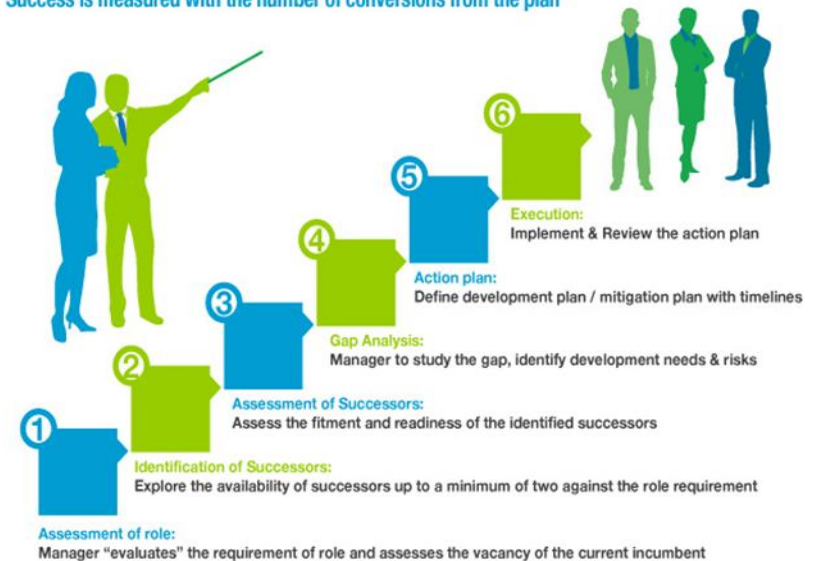 Success is measured with the number of conversions from the plan
6
Execution:
Implement & Review the action plan
5
Action plan:
Define development plan / mitigation plan with timelines
4
Gap Analysis:
Manager to study the gap, identify development needs & risks
3
Assessment of Successors:
Assess the fitment and readiness of the identified successors
2
Identification of Successors:
Explore the availability of successors up to a minimum of two against the role requirement
1
Assessment of role:
Manager “evaluates” the requirement of role and assesses the vacancy of the current incumbent